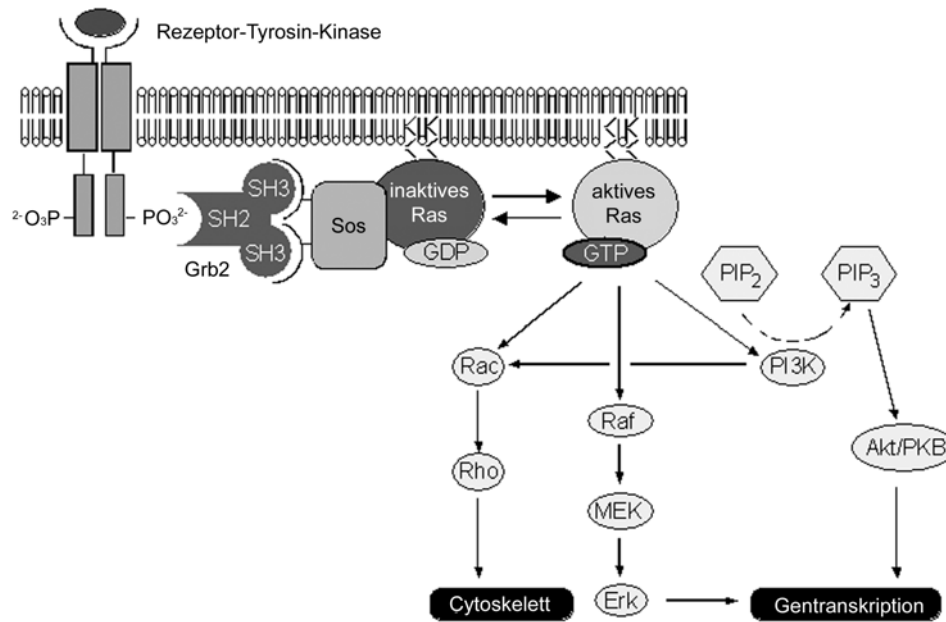 Rezeptor-Tyrosin-Kinase
SH3
inaktives
Ras
aktives
Ras
²⁻O₃P
PO₃²⁻
SH2
Sos
SH3
GDP
GTP
Grb2
PIP₂
PIP₃
Rac
PI3K
Raf
Akt/PKB
Rho
MEK
Cytoskelett
Erk
Gentranskription